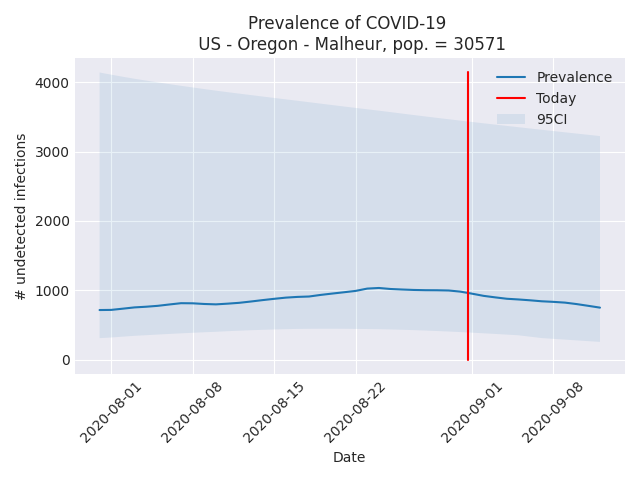 Prevalence of COVID-19
US - Oregon - Malheur, pop. = 30571
Prevalence
Today
95CI
# undetected infections
4000
3000
2000
1000
0
2020-08-01
2020-08-08
2020-08-15
2020-08-22
2020-09-01
2020-09-08
Date